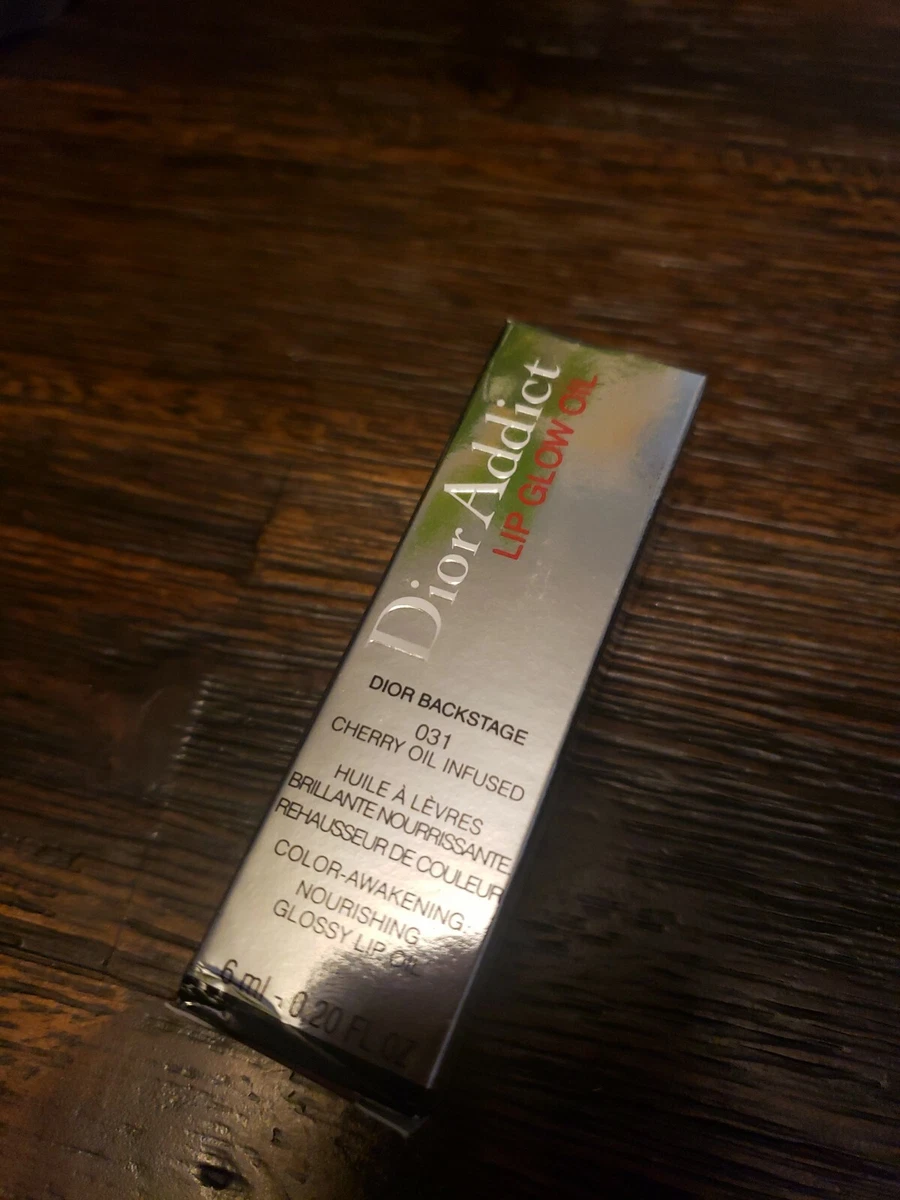 Dior Addict
LIP GLOW OIL
DIOR BACKSTAGE
031
CHERRY OIL INFUSED
HUILE À LÈVRES
BRILLANTE NOURRISSANTE
REHAUSSEUR DE COULEUR
COLOR-AWAKENING
NOURISHING
GLOSSY LIP OIL
6 ml - 0.20 FL OZ